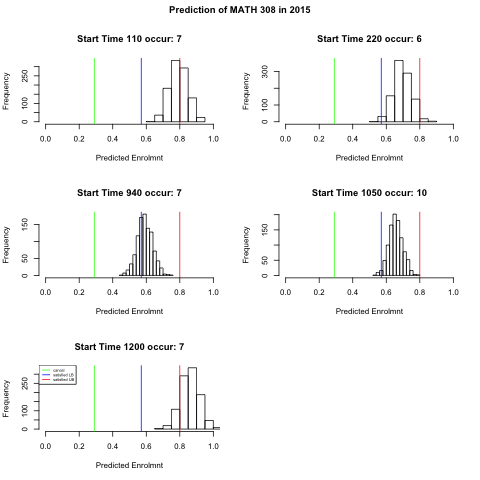 Prediction of MATH 308 in 2015
Start Time 110 occur: 7
Frequency
0 100 250
0.0 0.2 0.4 0.6 0.8 1.0
Predicted Enrolmnt
Start Time 220 occur: 6
Frequency
0 100 300
0.0 0.2 0.4 0.6 0.8 1.0
Predicted Enrolmnt
Start Time 940 occur: 7
Frequency
0 50 150
0.0 0.2 0.4 0.6 0.8 1.0
Predicted Enrolmnt
Start Time 1050 occur: 10
Frequency
0 50 150
0.0 0.2 0.4 0.6 0.8 1.0
Predicted Enrolmnt
Start Time 1200 occur: 7
satisfied LB
satisfied UB
Frequency
0 100 250
0.0 0.2 0.4 0.6 0.8 1.0
Predicted Enrolmnt